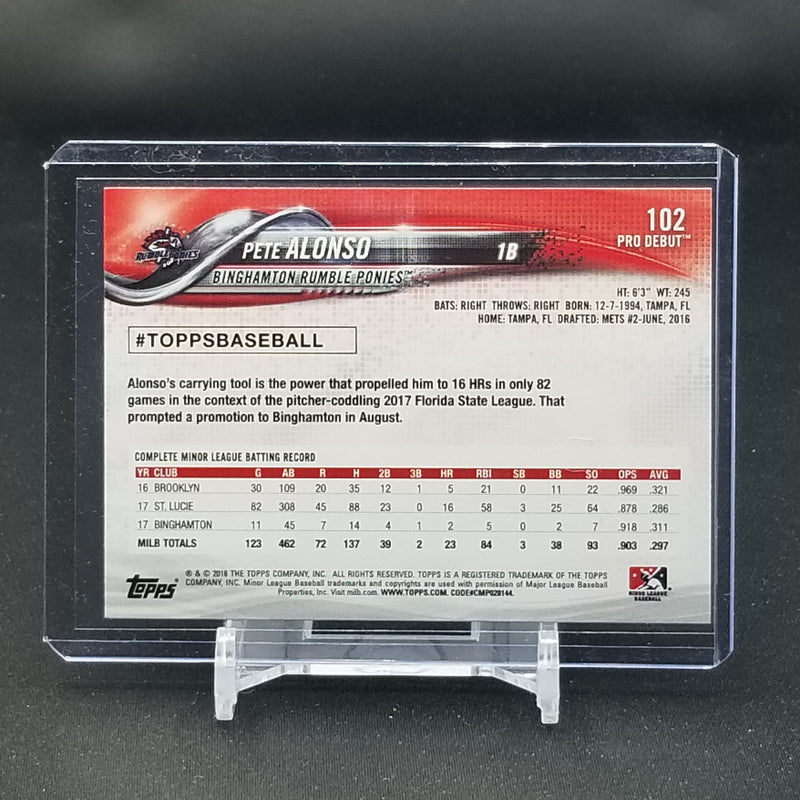 102
PRO DEBUT™
RUMBLE PONIES
PETE ALONSO 1B
BINGHAMTON RUMBLE PONIES™
HT: 6'3" WT: 245
BATS: RIGHT THROWS: RIGHT BORN: 12-7-1994, TAMPA, FL
HOME: TAMPA, FL DRAFTED: METS #2-JUNE, 2016
#TOPPSBASEBALL
Alonso's carrying tool is the power that propelled him to 16 HRs in only 82
games in the context of the pitcher-coddling 2017 Florida State League. That
prompted a promotion to Binghamton in August.
COMPLETE MINOR LEAGUE BATTING RECORD
YR CLUB G AB R H 2B 3B HR RBI SB BB SO OPS AVG
16 BROOKLYN 30 109 20 35 12 1 5 21 0 11 22 .969 .321
17 ST. LUCIE 82 308 45 88 23 0 16 58 3 25 64 .878 .286
17 BINGHAMTON 11 45 7 14 4 1 2 5 0 2 7 .918 .311
MILB TOTALS 123 462 72 137 39 2 23 84 3 38 93 .903 .297
Topps®
® & © 2018 THE TOPPS COMPANY, INC. ALL RIGHTS RESERVED. TOPPS IS A REGISTERED TRADEMARK OF THE TOPPS
COMPANY, INC. Minor League Baseball trademarks and copyrights are used with permission of Major League Baseball
Properties, Inc. Visit milb.com. WWW.TOPPS.COM. CODE#CMP028144.
MINOR LEAGUE
BASEBALL